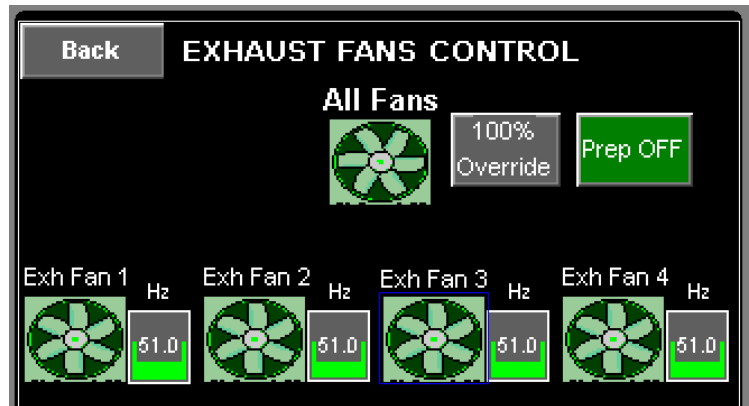 Back
EXHAUST FANS CONTROL
All Fans
100%
Override
Prep OFF
Exh Fan 1
Hz
Exh Fan 2
Hz
Exh Fan 3
Hz
Exh Fan 4
Hz
51.0
51.0
51.0
51.0